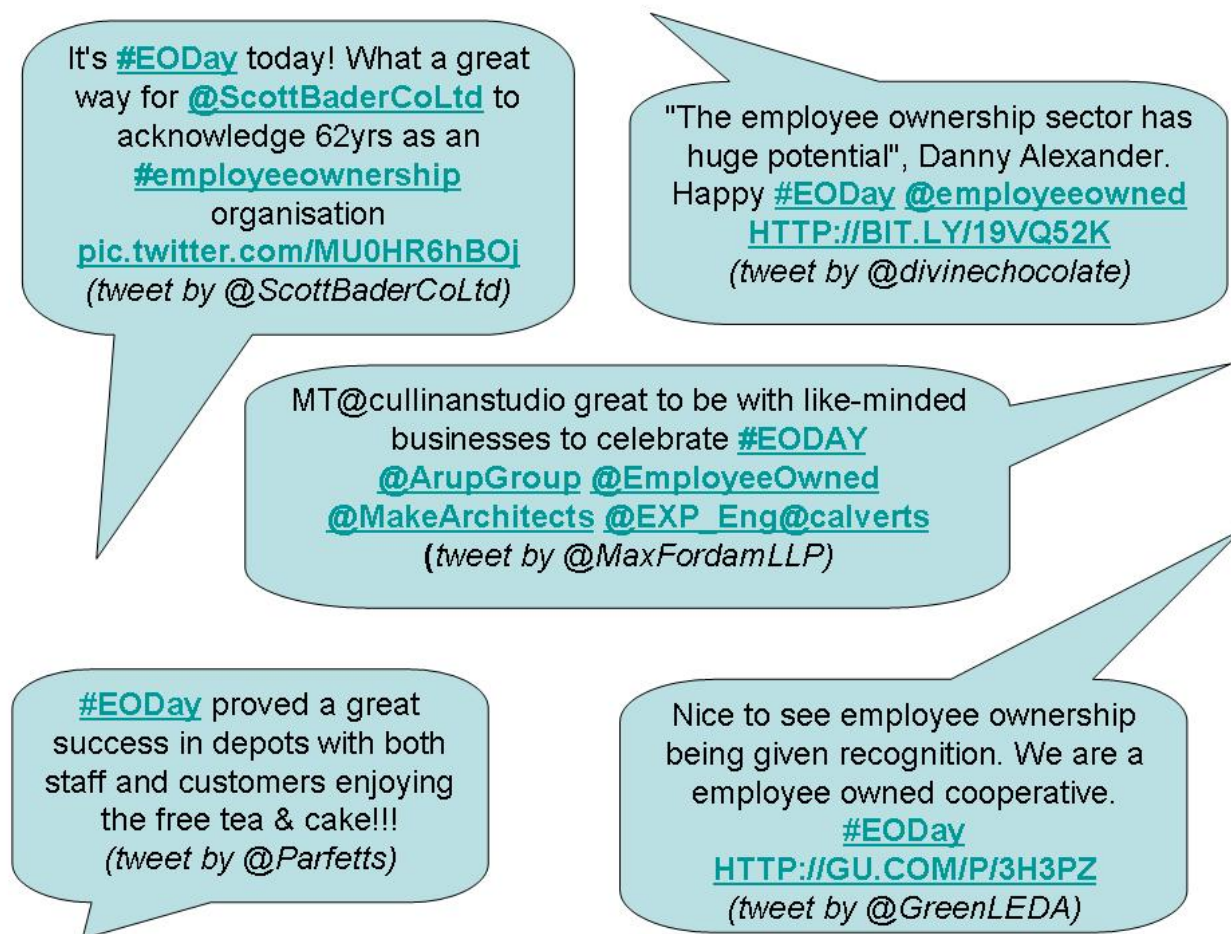 It's #EODay today! What a great
way for @ScottBaderCoLtd to
acknowledge 62yrs as an
#employeeownership
organisation
pic.twitter.com/MU0HR6hBOj
(tweet by @ScottBaderCoLtd)
"The employee ownership sector has
huge potential", Danny Alexander.
Happy #EODay @employeeowned
HTTP://BIT.LY/19VQ52K
(tweet by @divinechocolate)
MT@cullinanstudio great to be with like-minded
businesses to celebrate #EODAY
@ArupGroup @EmployeeOwned
@MakeArchitects @EXP_Eng@calverts
(tweet by @MaxFordamLLP)
#EODay proved a great
success in depots with both
staff and customers enjoying
the free tea & cake!!!
(tweet by @Parfetts)
Nice to see employee ownership
being given recognition. We are a
employee owned cooperative.
#EODay
HTTP://GU.COM/P/3H3PZ
(tweet by @GreenLEDA)